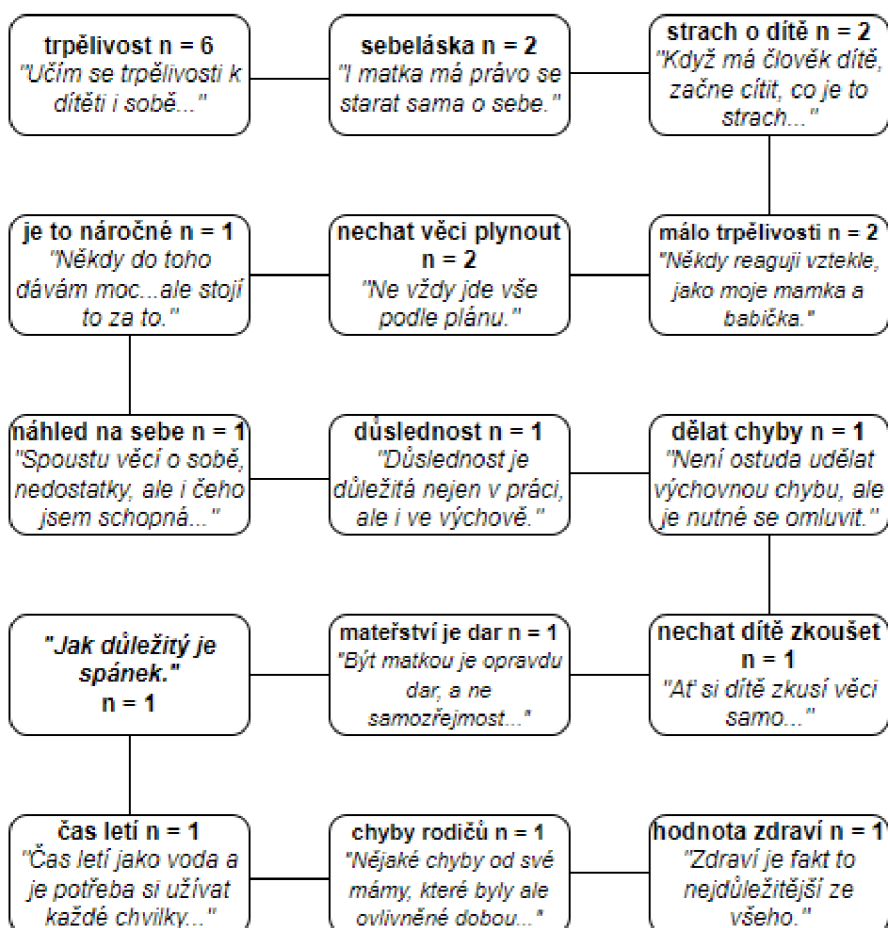 trpělivost n = 6
"Učím se trpělivosti k
dítěti i sobě..."
sebeláska n = 2
"I matka má právo se
starat sama o sebe."
strach o dítě n = 2
"Když má člověk dítě,
začne cítit, co je to
strach..."
je to náročné n = 1
"Někdy do toho
dávám moc...ale stojí
to za to."
nechat věci plynout
n = 2
"Ne vždy jde vše
podle plánu."
málo trpělivosti n = 2
"Někdy reaguji vztekle,
jako moje mamka a
babička."
náhled na sebe n = 1
"Spoustu věcí o sobě,
nedostatky, ale i čeho
jsem schopná..."
důslednost n = 1
"Důslednost je
důležitá nejen v práci,
ale i ve výchově."
dělat chyby n = 1
"Není ostuda udělat
výchovnou chybu, ale
je nutné se omluvit."
"Jak důležitý je
spánek."
n = 1
mateřství je dar n = 1
"Být matkou je opravdu
dar, a ne
samozřejmost..."
nechat dítě zkoušet
n = 1
"Ať si dítě zkusí věci
samo..."
čas letí n = 1
"Čas letí jako voda a
je potřeba si užívat
každé chvilky..."
chyby rodičů n = 1
"Nějaké chyby od své
mámy, které byly ale
ovlivněné dobou..."
hodnota zdraví n = 1
"Zdraví je fakt to
nejdůležitější ze
všeho."